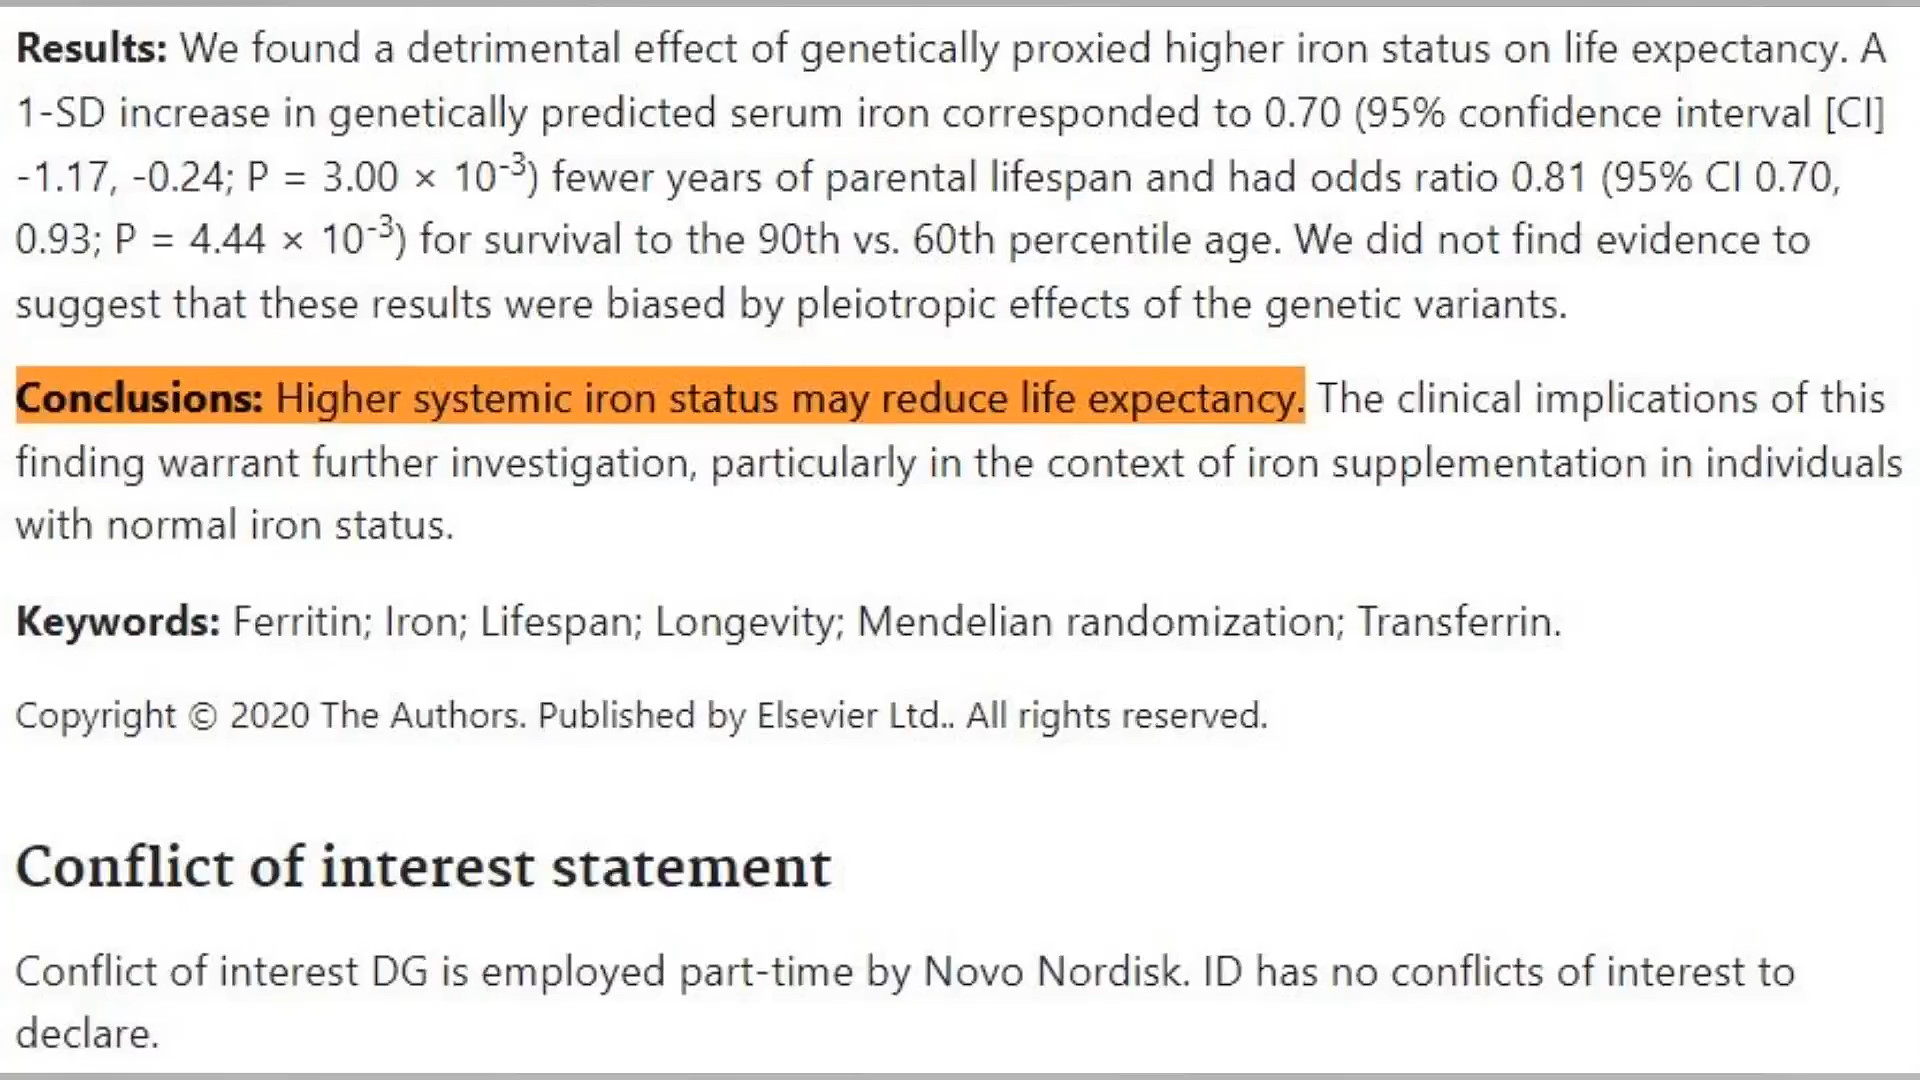 Results: We found a detrimental effect of genetically proxied higher iron status on life expectancy. A
1-SD increase in genetically predicted serum iron corresponded to 0.70 (95% confidence interval [CI]
-1.17, -0.24; P = 3.00 × 10⁻³) fewer years of parental lifespan and had odds ratio 0.81 (95% CI 0.70,
0.93; P = 4.44 × 10⁻³) for survival to the 90th vs. 60th percentile age. We did not find evidence to
suggest that these results were biased by pleiotropic effects of the genetic variants.
Conclusions: Higher systemic iron status may reduce life expectancy. The clinical implications of this
finding warrant further investigation, particularly in the context of iron supplementation in individuals
with normal iron status.
Keywords: Ferritin; Iron; Lifespan; Longevity; Mendelian randomization; Transferrin.
Copyright © 2020 The Authors. Published by Elsevier Ltd.. All rights reserved.
Conflict of interest statement
Conflict of interest DG is employed part-time by Novo Nordisk. ID has no conflicts of interest to
declare.